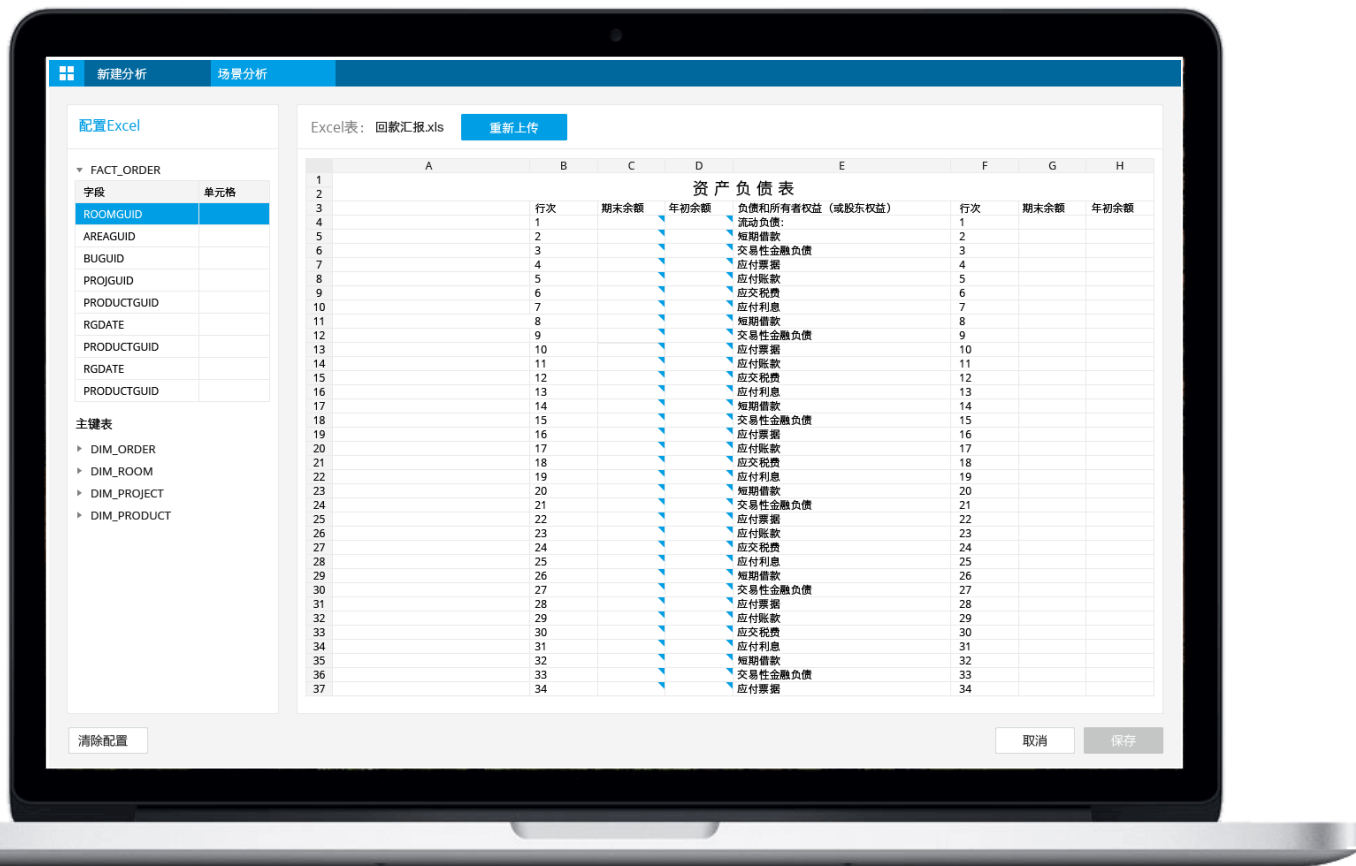 新建分析 场景分析
配置Excel
Excel表： 回款汇报.xls 重新上传
FACT_ORDER
字段 单元格
ROOMGUID
AREAGUID
BUGUID
PROJGUID
PRODUCTGUID
RGDATE
PRODUCTGUID
RGDATE
PRODUCTGUID
主键表
DIM_ORDER
DIM_ROOM
DIM_PROJECT
DIM_PRODUCT
A B C D E F G H
1
2 资产负债表
3 行次 期末余额 年初余额 负债和所有者权益（或股东权益） 行次 期末余额 年初余额
4 1 流动负债: 1
5 2 短期借款 2
6 3 交易性金融负债 3
7 4 应付票据 4
8 5 应付账款 5
9 6 应交税费 6
10 7 应付利息 7
11 8 短期借款 8
12 9 交易性金融负债 9
13 10 应付票据 10
14 11 应付账款 11
15 12 应交税费 12
16 13 应付利息 13
17 14 短期借款 14
18 15 交易性金融负债 15
19 16 应付票据 16
20 17 应付账款 17
21 18 应交税费 18
22 19 应付利息 19
23 20 短期借款 20
24 21 交易性金融负债 21
25 22 应付票据 22
26 23 应付账款 23
27 24 应交税费 24
28 25 应付利息 25
29 26 短期借款 26
30 27 交易性金融负债 27
31 28 应付票据 28
32 29 应付账款 29
33 30 应交税费 30
34 31 应付利息 31
35 32 短期借款 32
36 33 交易性金融负债 33
37 34 应付票据 34
清除配置 取消 保存